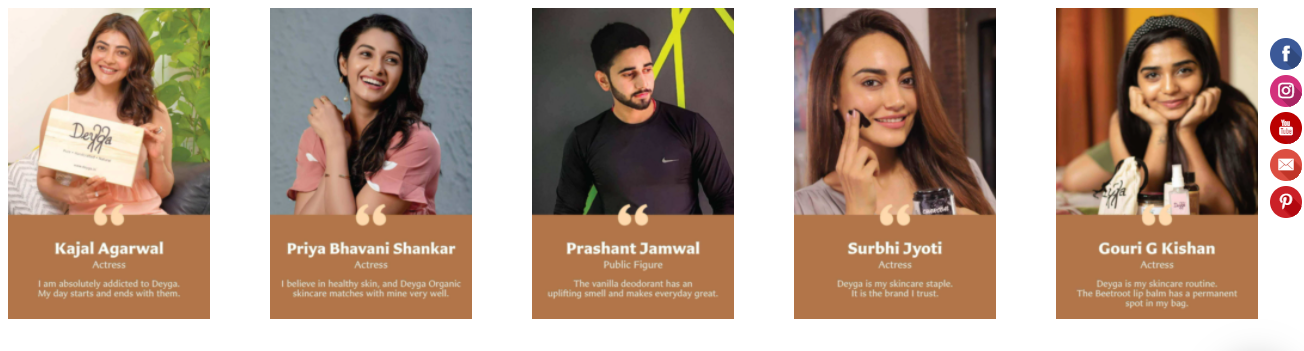 Deyga
Kajal Agarwal
Actress
I am absolutely addicted to Deyga.
My day starts and ends with them.
Priya Bhavani Shankar
Actress
I believe in healthy skin, and Deyga Organic
skincare matches with mine very well.
Prashant Jamwal
Public Figure
The vanilla deodorant has an
uplifting smell and makes everyday great.
Surbhi Jyoti
Actress
Deyga is my skincare staple.
It is the brand I trust.
Deyga
Gouri G Kishan
Actress
Deyga is my skincare routine.
The Beetroot lip balm has a permanent
spot in my bag.
You
Tube